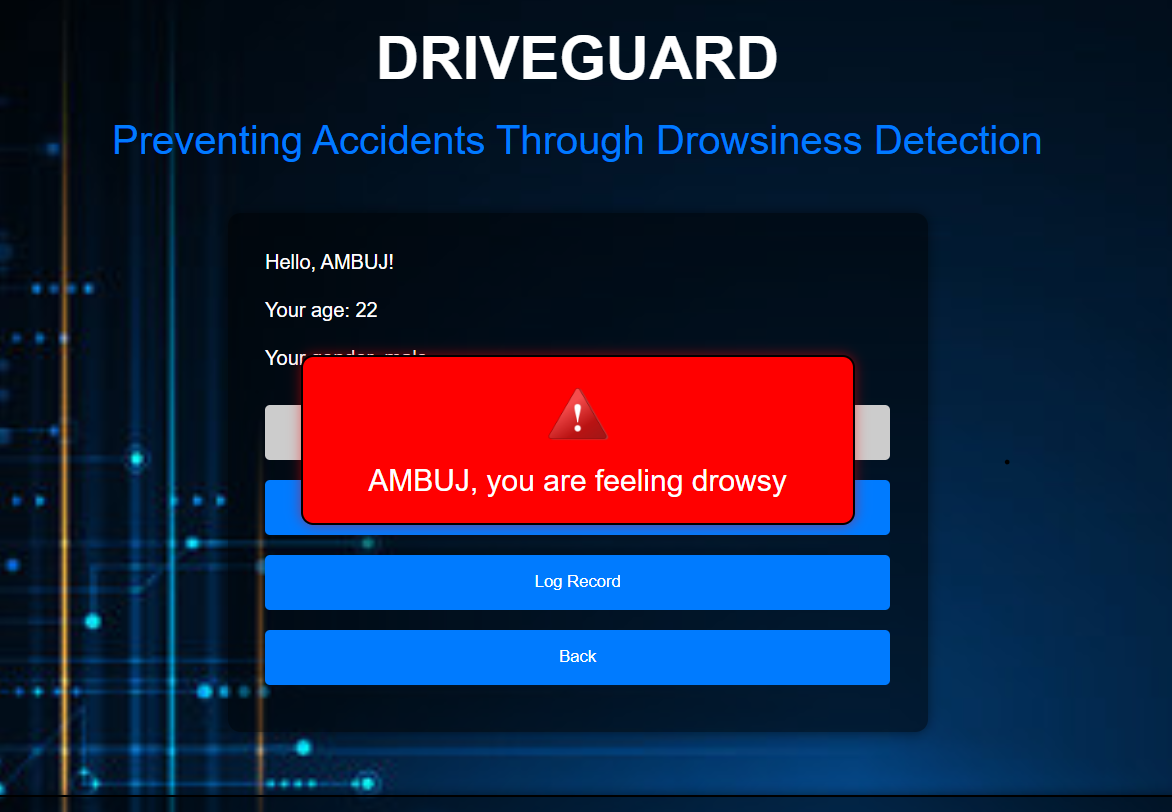 DRIVEGUARD
Preventing Accidents Through Drowsiness Detection
Hello, AMBUJ!
Your age: 22
Your
AMBUJ, you are feeling drowsy
Log Record
Back